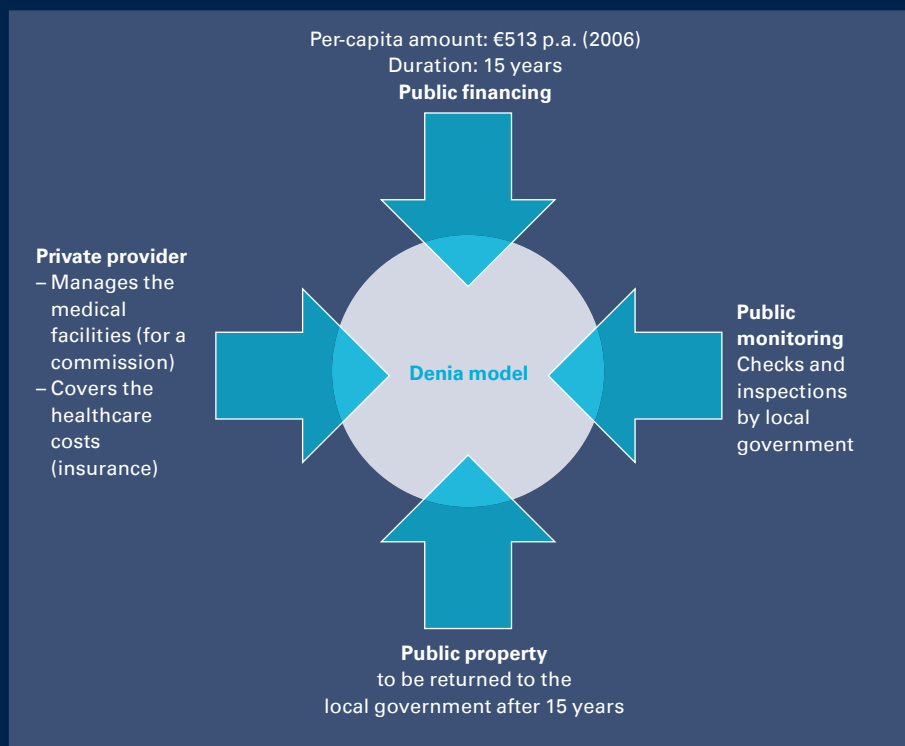 Per-capita amount: €513 p.a. (2006)
Duration: 15 years
Public financing
Private provider
– Manages the
medical
facilities (for a
commission)
– Covers the
healthcare
costs
(insurance)
Denia model
Public
monitoring
Checks and
inspections
by local
government
Public property
to be returned to the
local government after 15 years